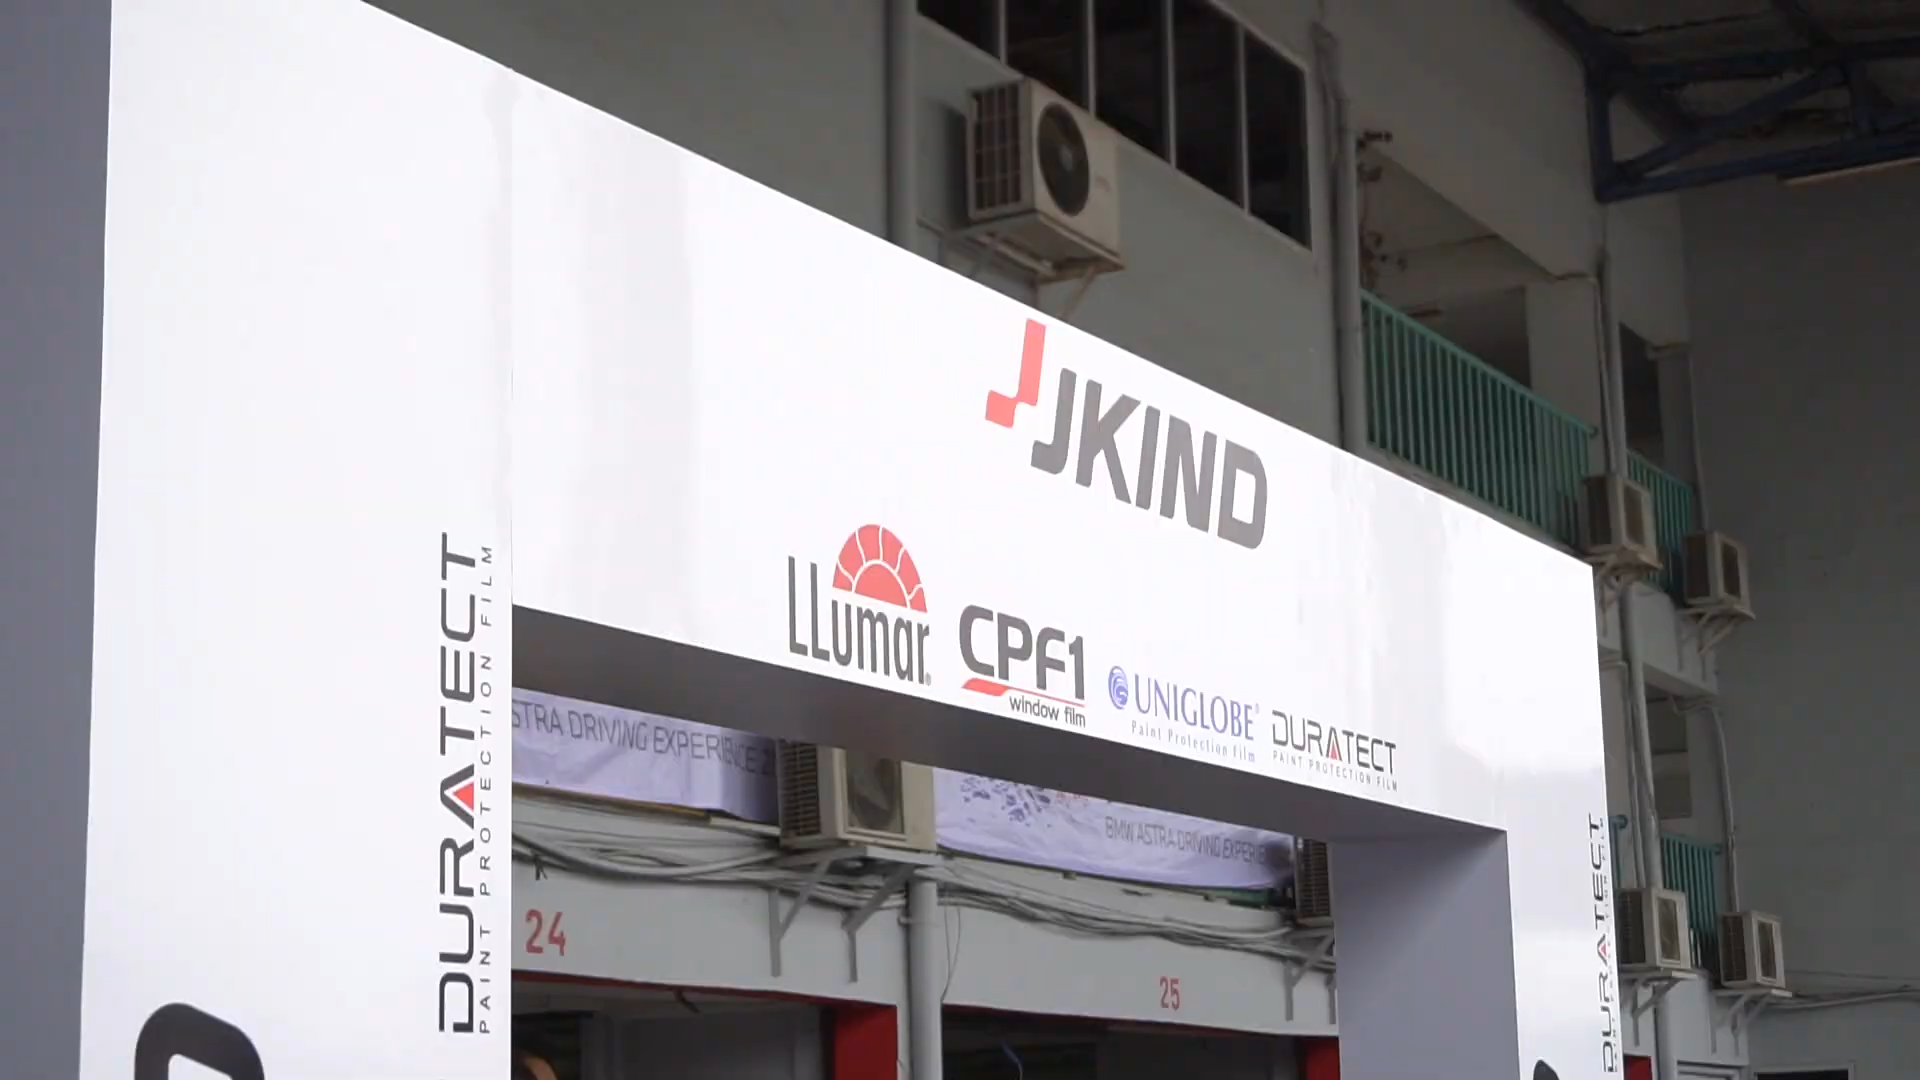 JKIND
LLumar®
CPF1
window film
UNIGLOBE®
Paint Protection Film
DURATECT
PAINT PROTECTION FILM
DURATECT
PAINT PROTECTION FILM
STRA DRIVING EXPERIENCE 2
BMW ASTRA DRIVING EXPERIE
24
25
DURATECT